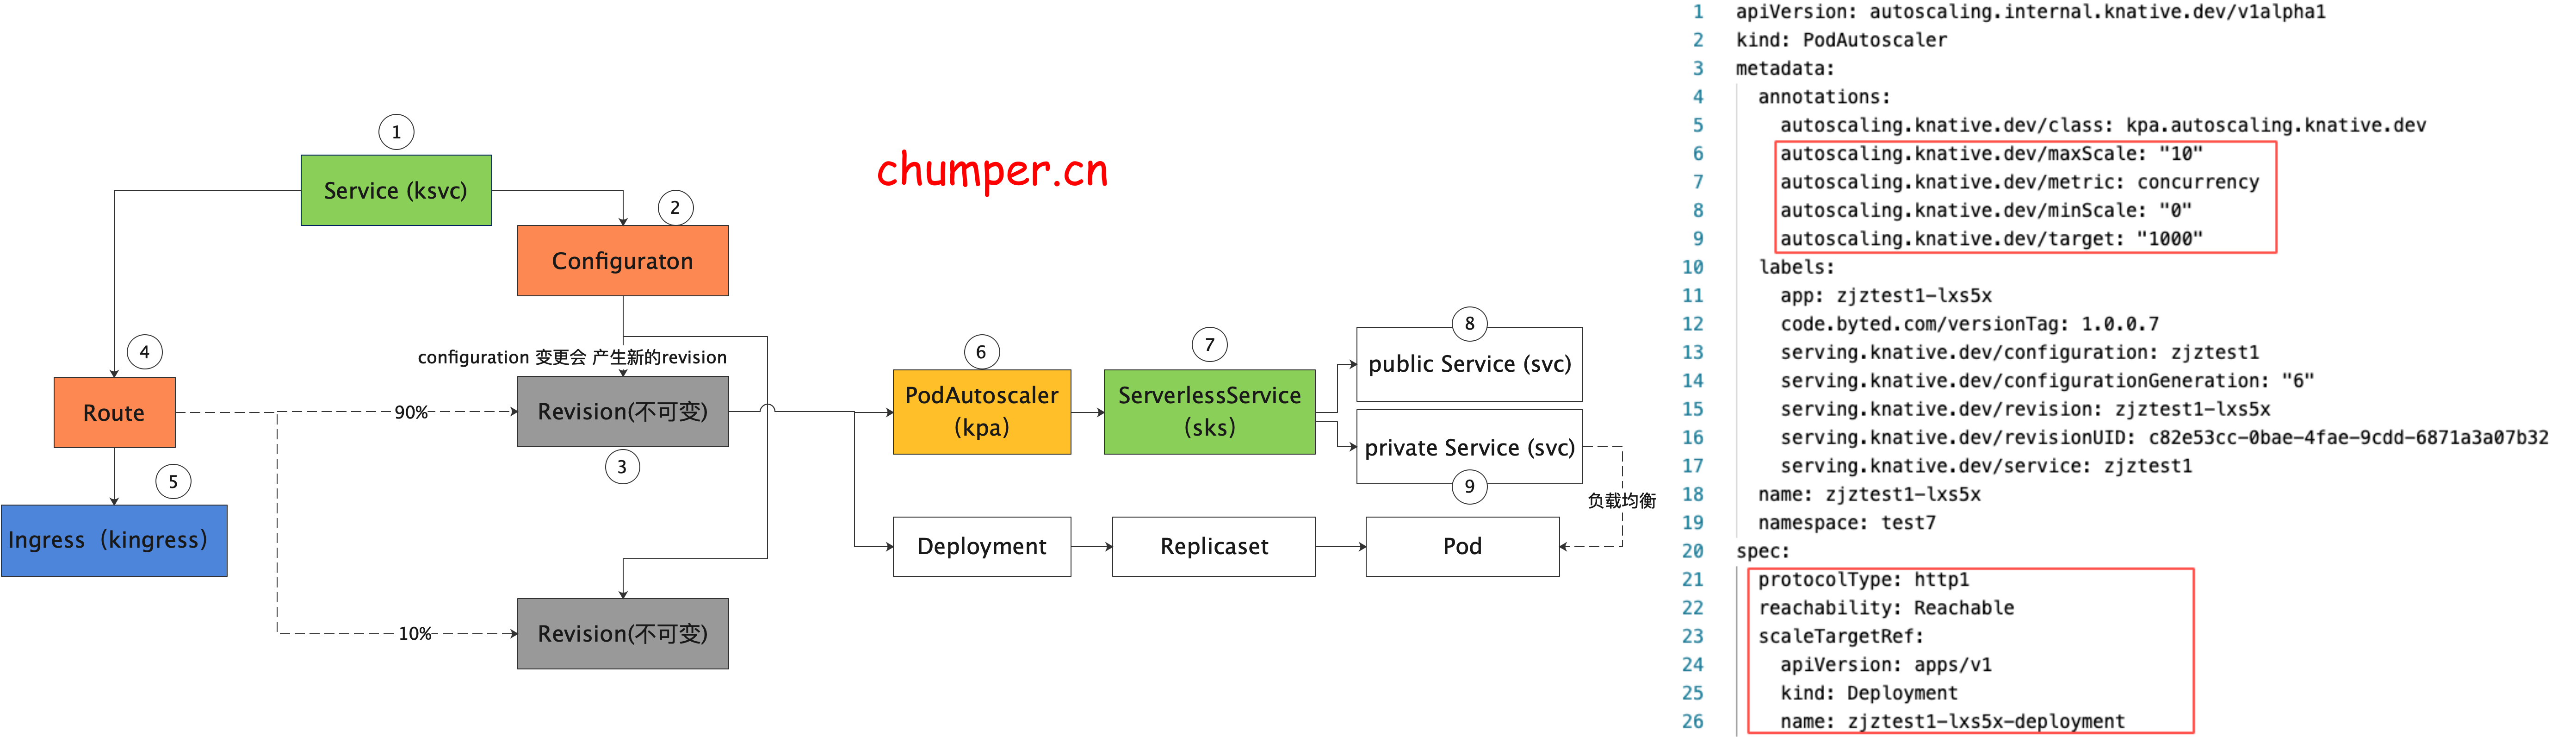 chumper.cn
1
Service (ksvc)
2
Configuraton
configuration 变更会 产生新的revision
4
Route
90%
Revision(不可变)
3
5
Ingress（kingress）
10%
Revision(不可变)
6
PodAutoscaler
（kpa）
7
ServerlessService
（sks）
8
public Service (svc)
private Service (svc)
9
负载均衡
Deployment
Replicaset
Pod
1 apiVersion: autoscaling.internal.knative.dev/v1alpha1
2 kind: PodAutoscaler
3 metadata:
4 annotations:
5 autoscaling.knative.dev/class: kpa.autoscaling.knative.dev
6 autoscaling.knative.dev/maxScale: "10"
7 autoscaling.knative.dev/metric: concurrency
8 autoscaling.knative.dev/minScale: "0"
9 autoscaling.knative.dev/target: "1000"
10 labels:
11 app: zjztest1-lxs5x
12 code.byted.com/versionTag: 1.0.0.7
13 serving.knative.dev/configuration: zjztest1
14 serving.knative.dev/configurationGeneration: "6"
15 serving.knative.dev/revision: zjztest1-lxs5x
16 serving.knative.dev/revisionUID: c82e53cc-0bae-4fae-9cdd-6871a3a07b32
17 serving.knative.dev/service: zjztest1
18 name: zjztest1-lxs5x
19 namespace: test7
20 spec:
21 protocolType: http1
22 reachability: Reachable
23 scaleTargetRef:
24 apiVersion: apps/v1
25 kind: Deployment
26 name: zjztest1-lxs5x-deployment